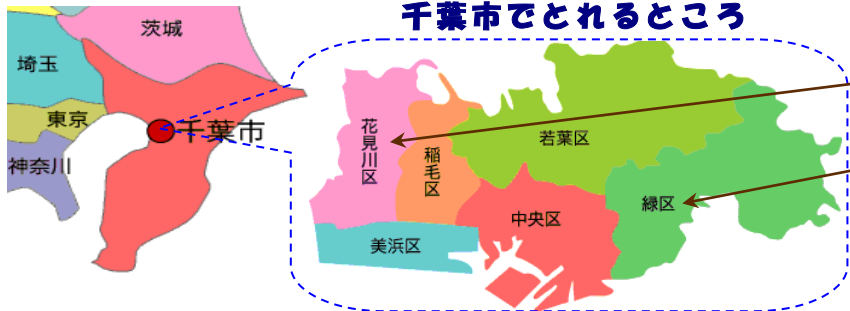 千葉市でとれるところ
茨城
埼玉
東京
千葉市
神奈川
花見川区
稲毛区
若葉区
緑区
中央区
美浜区